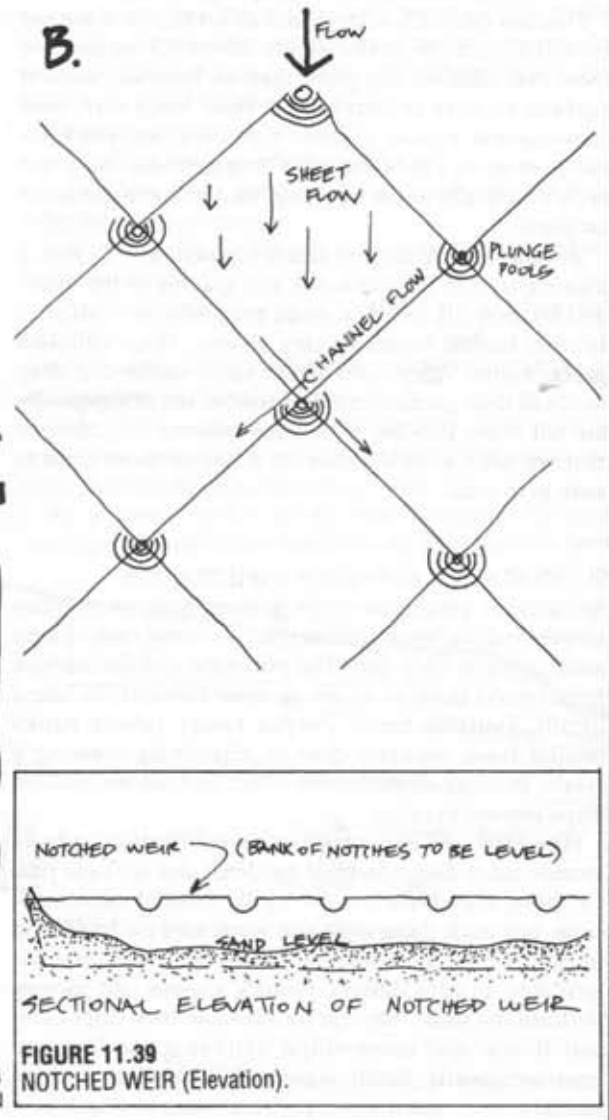 B.
FLOW
SHEET
FLOW
PLUNGE
POOLS
CHANNEL FLOW
NOTCHED WEIR (BANK OF NOTCHES TO BE LEVEL)
SAND LEVEL
SECTIONAL ELEVATION OF NOTCHED WEIR
FIGURE 11.39
NOTCHED WEIR (Elevation).